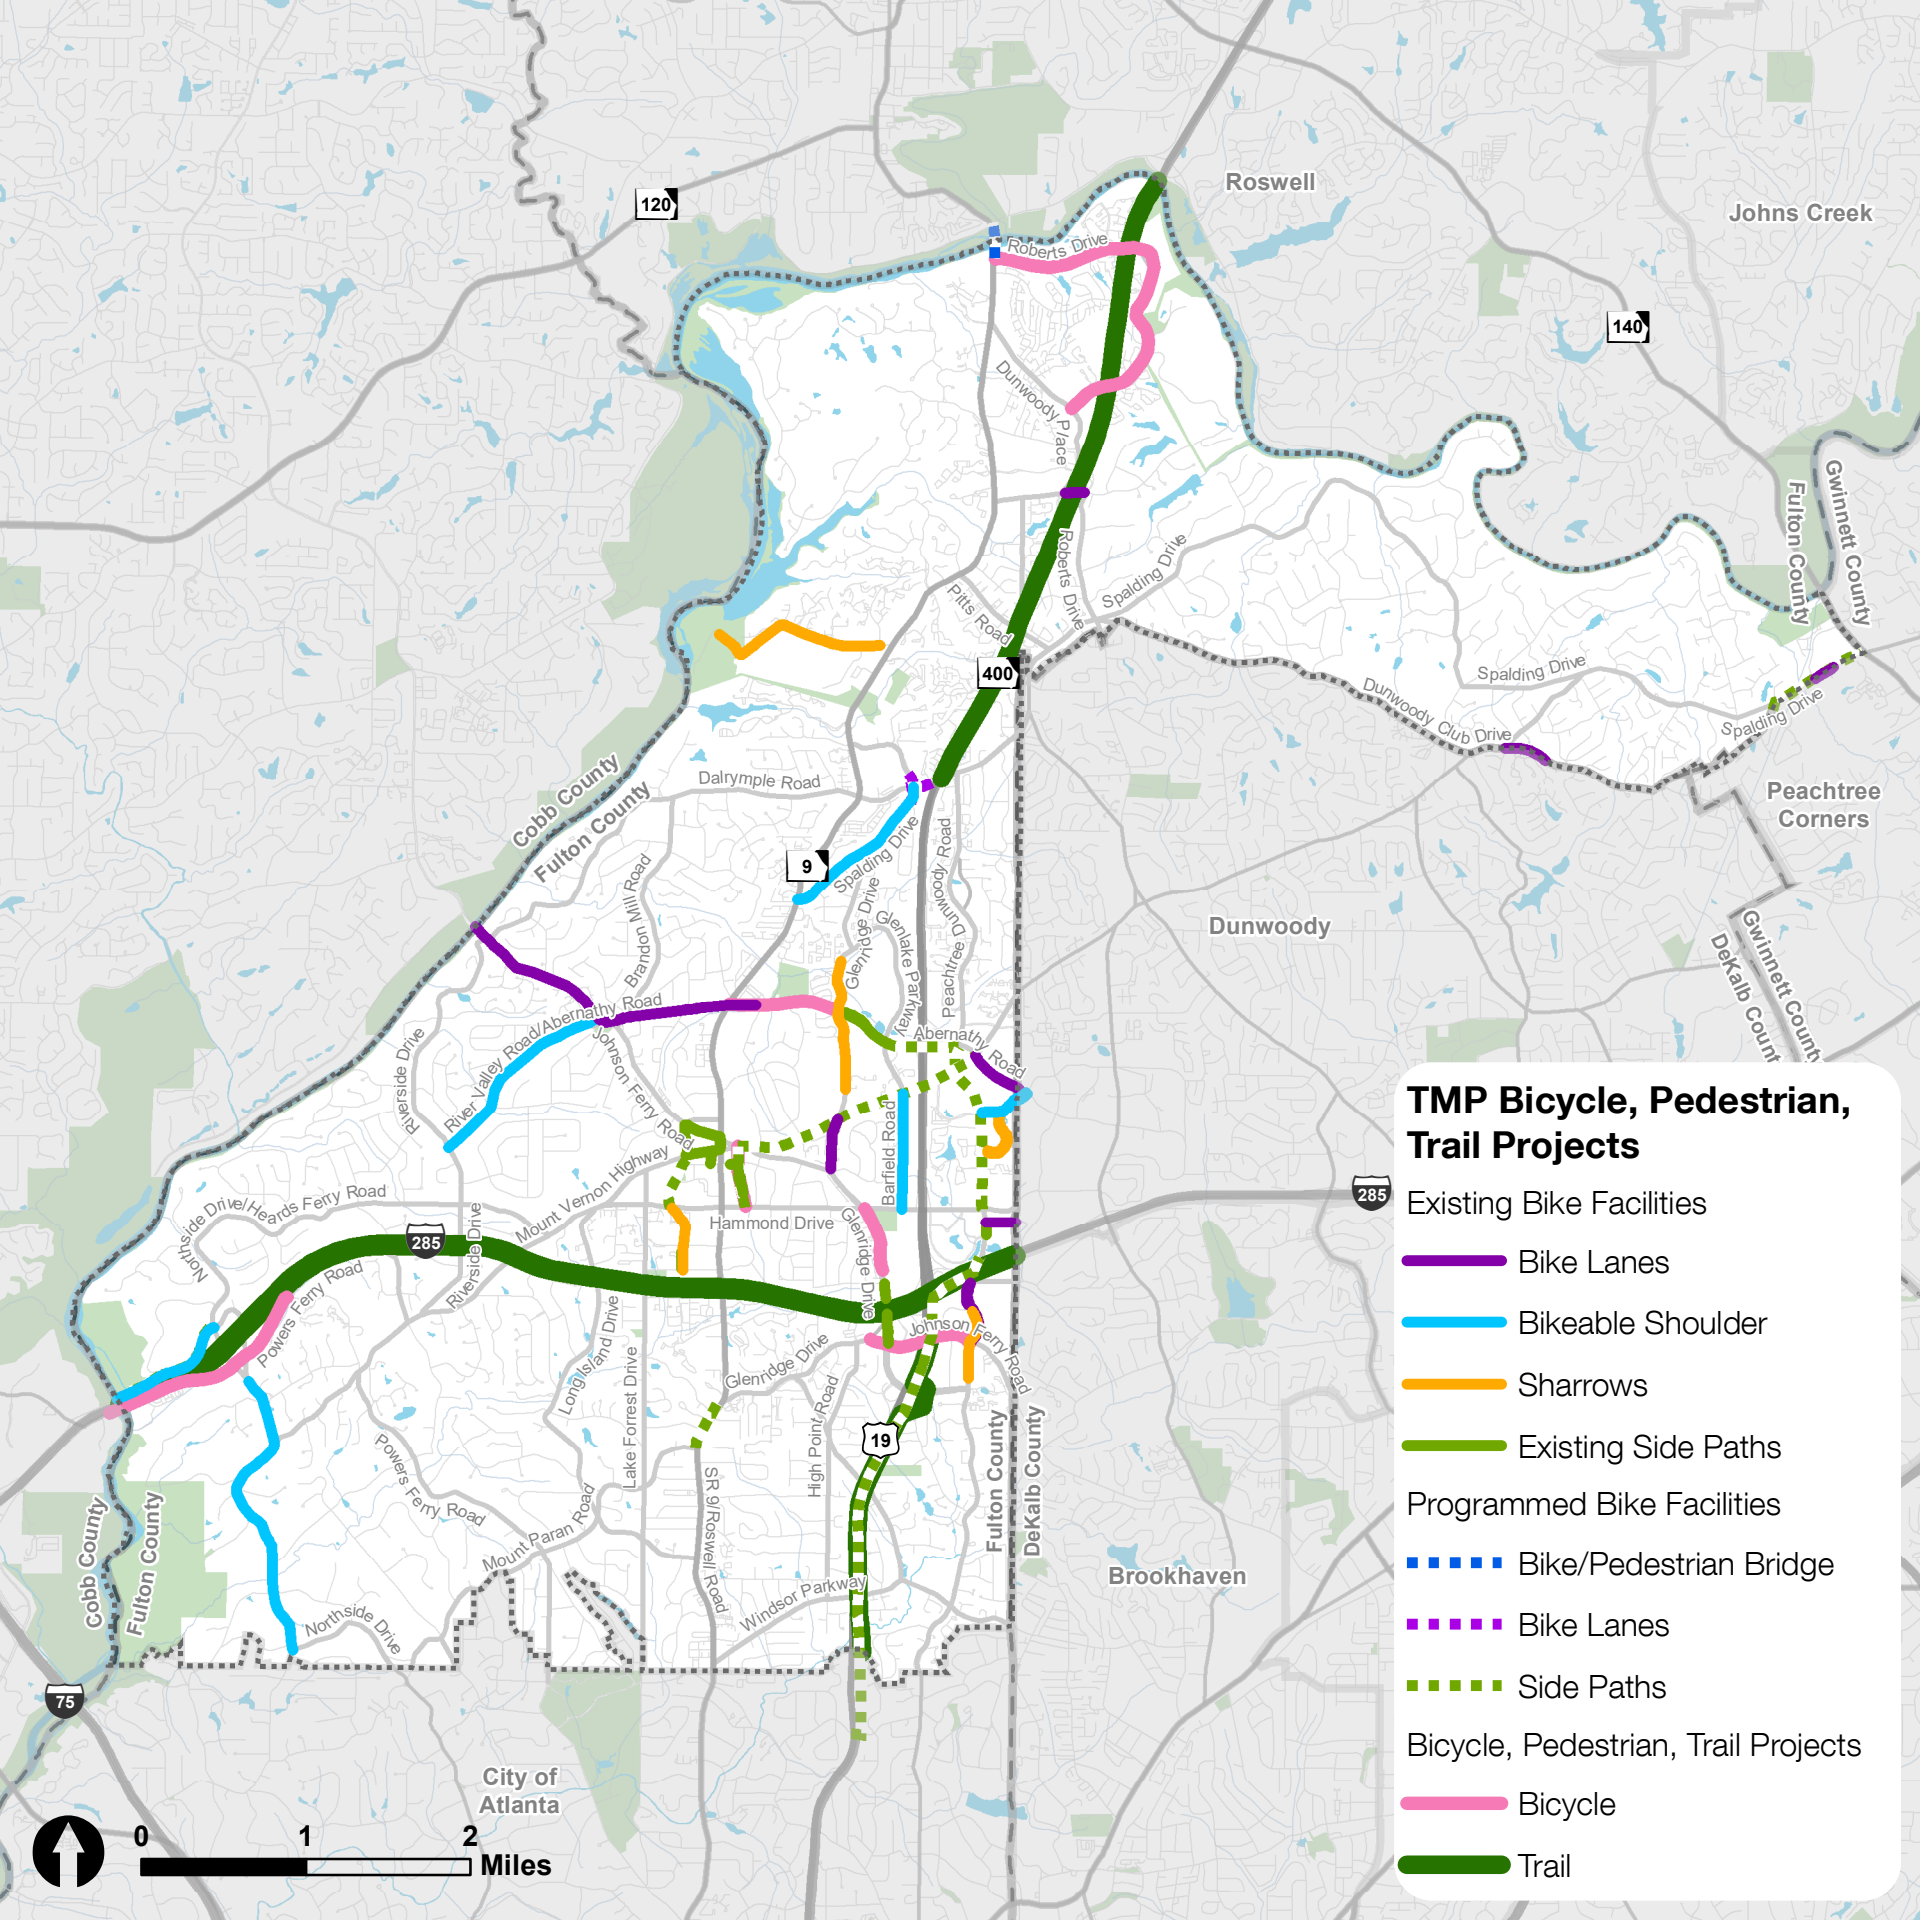 Roswell
Johns Creek
120
140
Roberts Drive
Dunwoody Place
Roberts Drive
Spalding Drive
Pitts Road
400
Fulton County
Gwinnett County
Spalding Drive
Dunwoody Club Drive
Spalding Drive
Peachtree
Corners
Cobb County
Fulton County
Dalrymple Road
9
Spalding Drive
Glenridge Drive
Glenlake Parkway
Peachtree Dunwoody Road
Brandon Mill Road
Dunwoody
Gwinnett County
DeKalb Count
River Valley Road/Abernathy Road
Abernathy Road
Riverside Drive
Johnson Ferry Road
Mount Vernon Highway
Barfield Road
Northside Drive/Heards Ferry Road
Hammond Drive
Glenridge Drive
285
285
Riverside Drive
Powers Ferry Road
Long Island Drive
Lake Forrest Drive
Glenridge Drive
Johnson Ferry Road
High Point Road
19
Powers Ferry Road
Mount Paran Road
SR 9/Roswell Road
Windsor Parkway
Northside Drive
Fulton County
DeKalb County
Cobb County
Fulton County
Brookhaven
75
City of
Atlanta
0 1 2
Miles
TMP Bicycle, Pedestrian,
Trail Projects
Existing Bike Facilities
Bike Lanes
Bikeable Shoulder
Sharrows
Existing Side Paths
Programmed Bike Facilities
Bike/Pedestrian Bridge
Bike Lanes
Side Paths
Bicycle, Pedestrian, Trail Projects
Bicycle
Trail